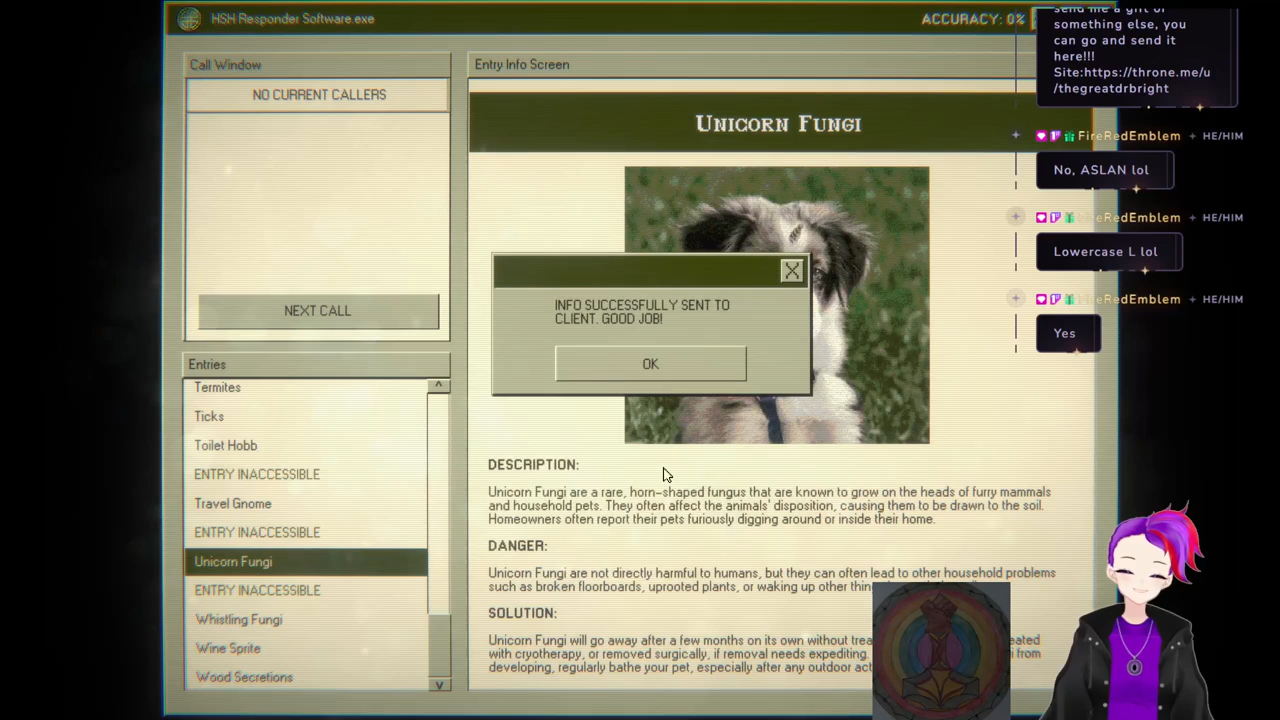 HSH Responder Software.exe
ACCURACY: 0%
Call Window
NO CURRENT CALLERS
NEXT CALL
Entries
Termites
Ticks
Toilet Hobb
ENTRY INACCESSIBLE
Travel Gnome
ENTRY INACCESSIBLE
Unicorn Fungi
ENTRY INACCESSIBLE
Whistling Fungi
Wine Sprite
Wood Secretions
Entry Info Screen
UNICORN FUNGI
INFO SUCCESSFULLY SENT TO
CLIENT. GOOD JOB!
OK
DESCRIPTION:
Unicorn Fungi are a rare, horn-shaped fungus that are known to grow on the heads of furry mammals
and household pets. They often affect the animals' disposition, causing them to be drawn to the soil.
Homeowners often report their pets furiously digging around or inside their home.
DANGER:
Unicorn Fungi are not directly harmful to humans, but they can often lead to other household problems
such as broken floorboards, uprooted plants, or waking up other
SOLUTION:
Unicorn Fungi will go away after a few months on its own without
with cryotherapy, or removed surgically, if removal needs expediting. from
developing, regularly bathe your pet, especially after any outdoor
send me a gift or
something else, you
can go and send it
here!!!
Site:https://throne.me/u
/thegreatdrbright
FireRedEmblem HE/HIM
No, ASLAN lol
FireRedEmblem HE/HIM
Lowercase L lol
FireRedEmblem HE/HIM
Yes